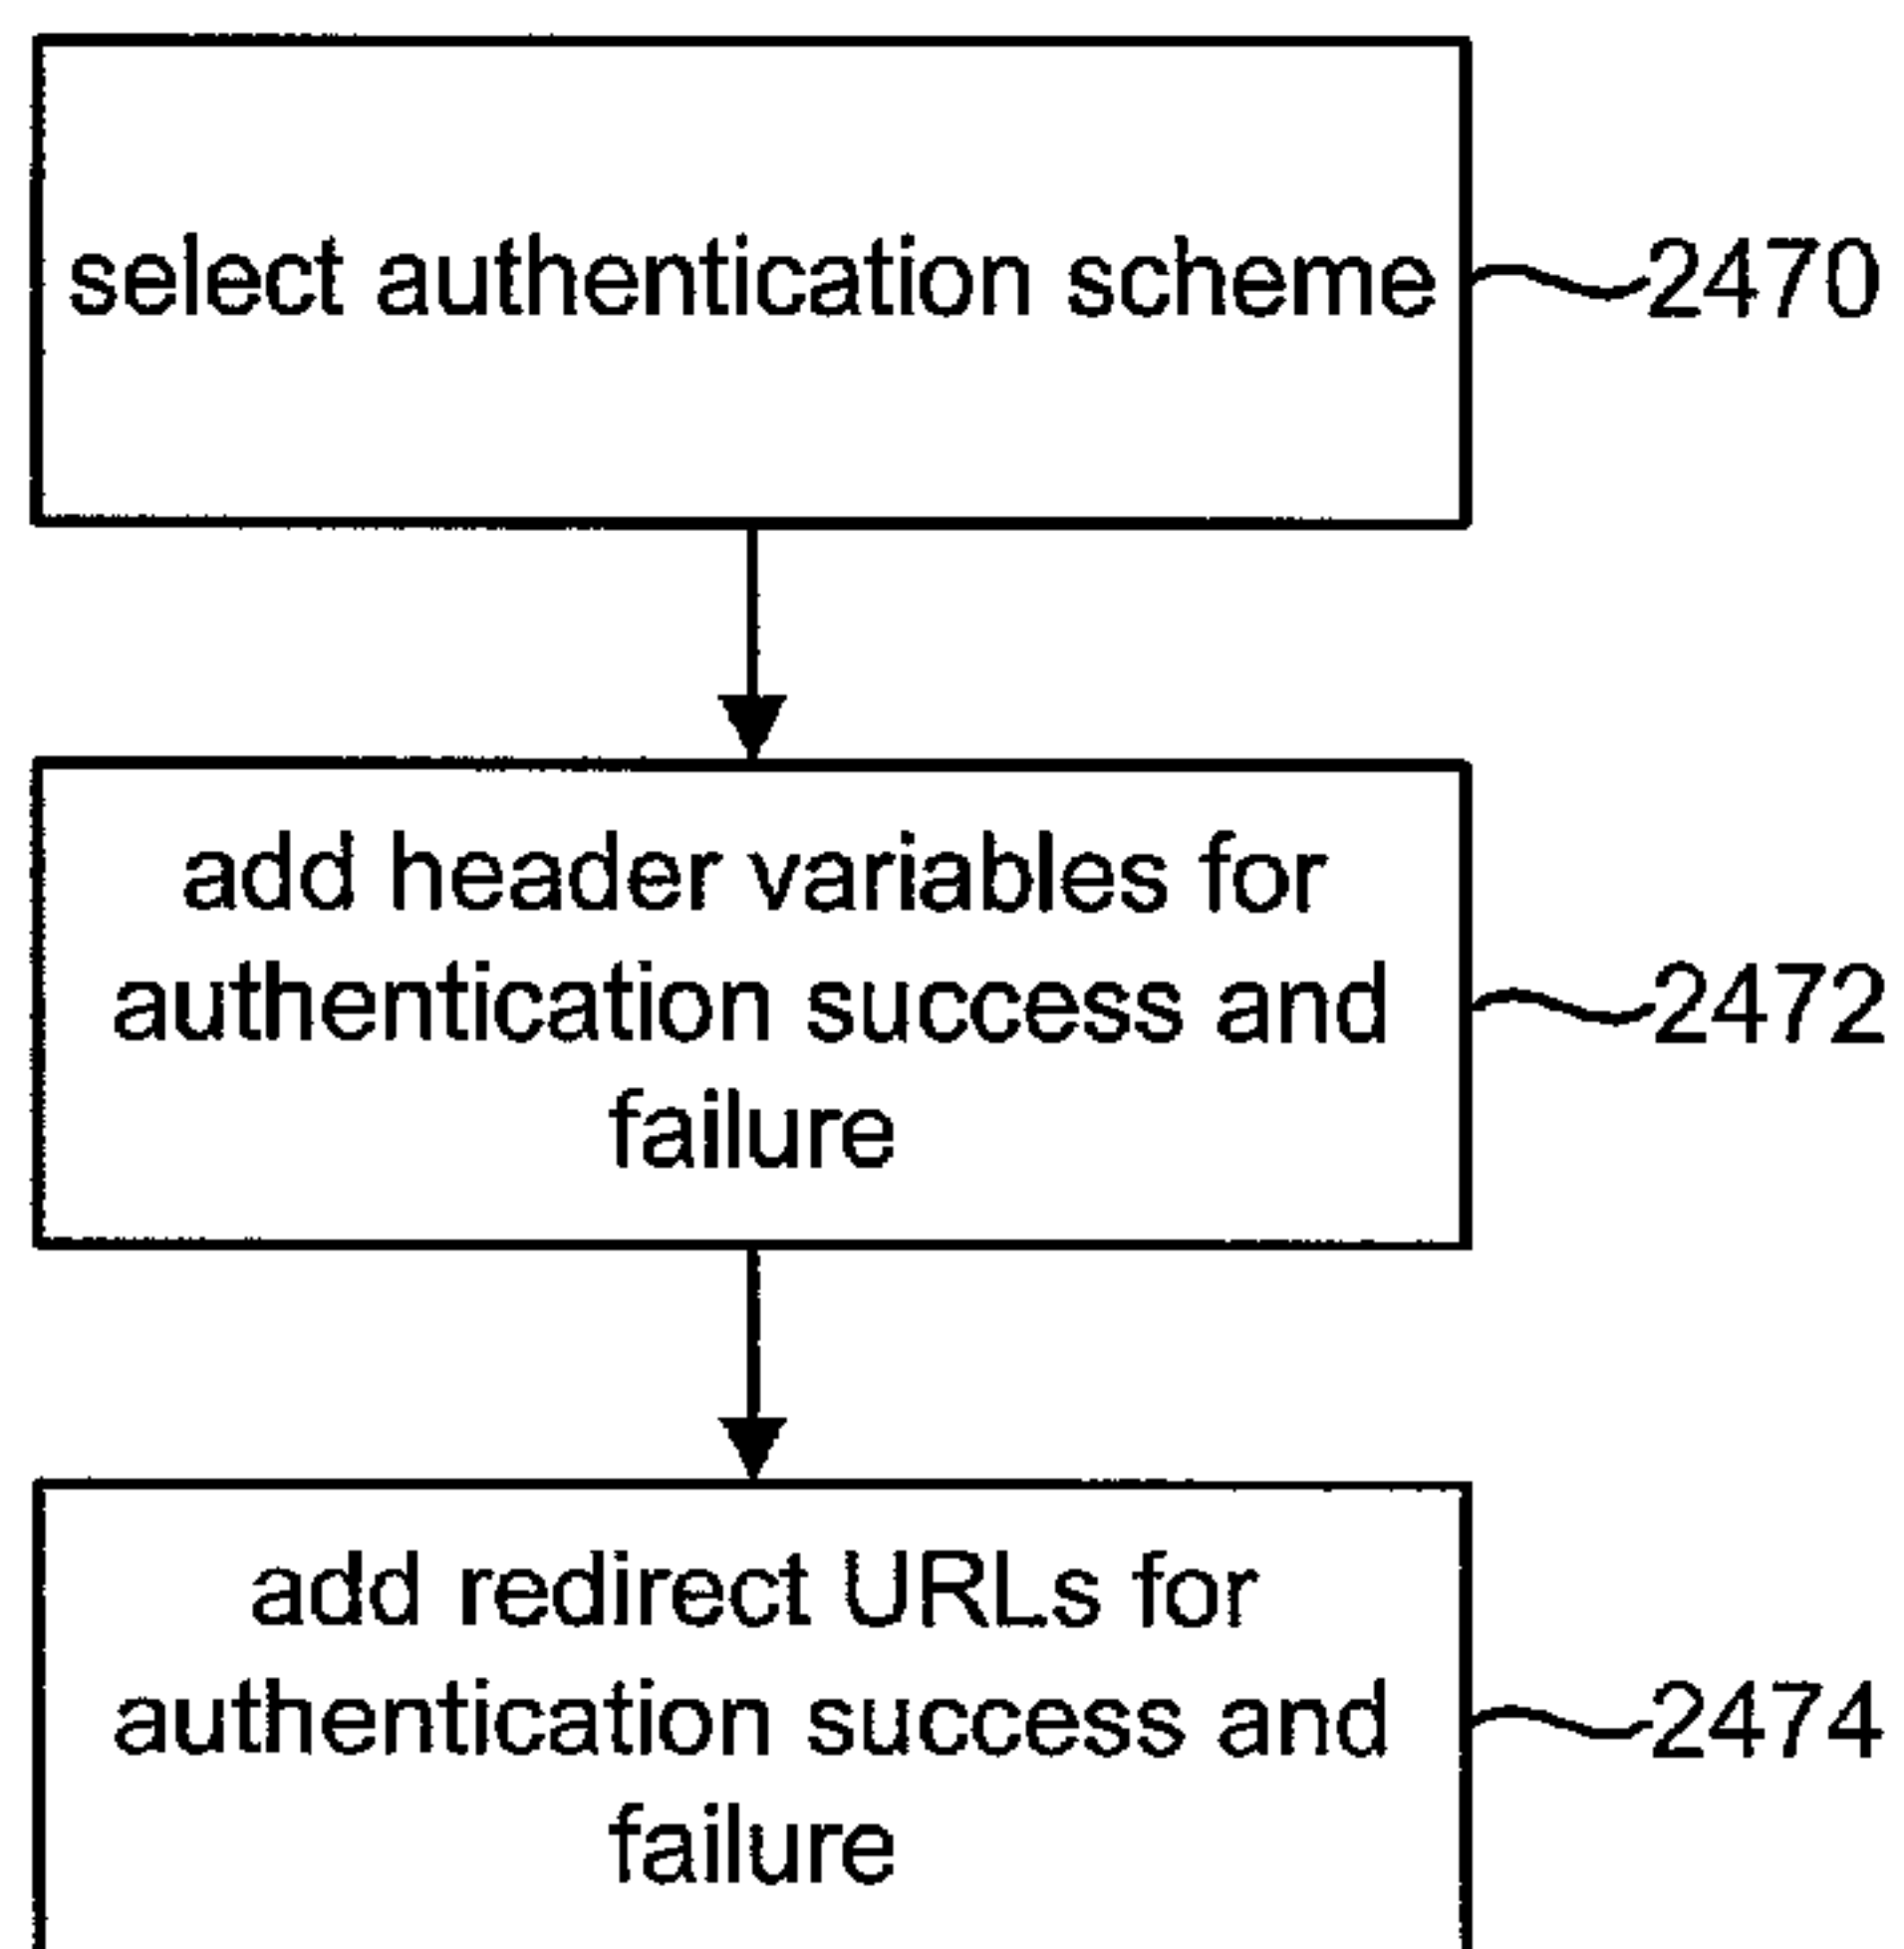 select authentication scheme
2470
add header variables for
authentication success and
failure
2472
add redirect URLs for
authentication success and
failure
2474